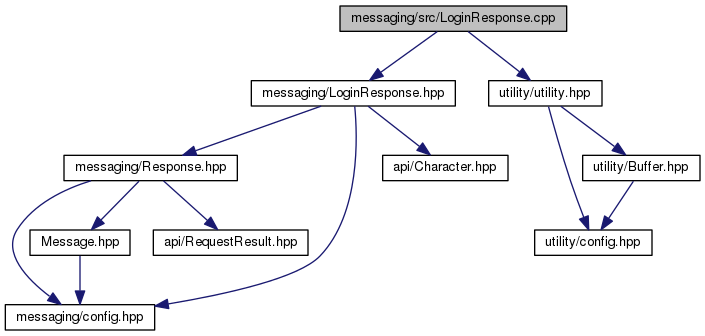 messaging/src/LoginResponse.cpp
messaging/LoginResponse.hpp
utility/utility.hpp
messaging/Response.hpp
api/Character.hpp
utility/Buffer.hpp
Message.hpp
api/RequestResult.hpp
utility/config.hpp
messaging/config.hpp